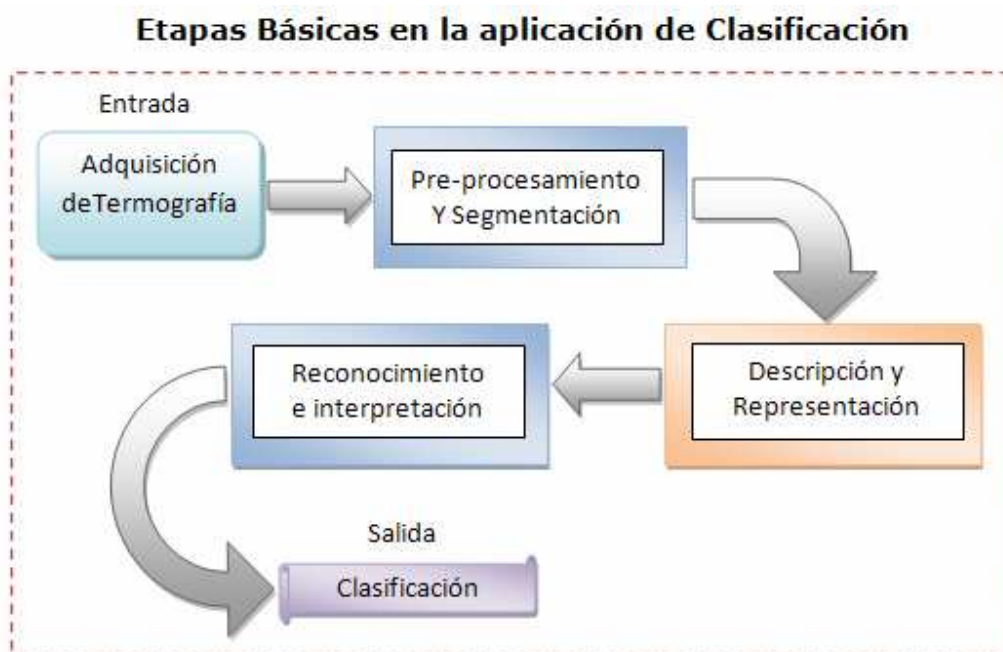 Etapas Básicas en la aplicación de Clasificación
Entrada
Adquisición
deTermografía
Pre-procesamiento
Y Segmentación
Descripción y
Representación
Reconocimiento
e interpretación
Salida
Clasificación